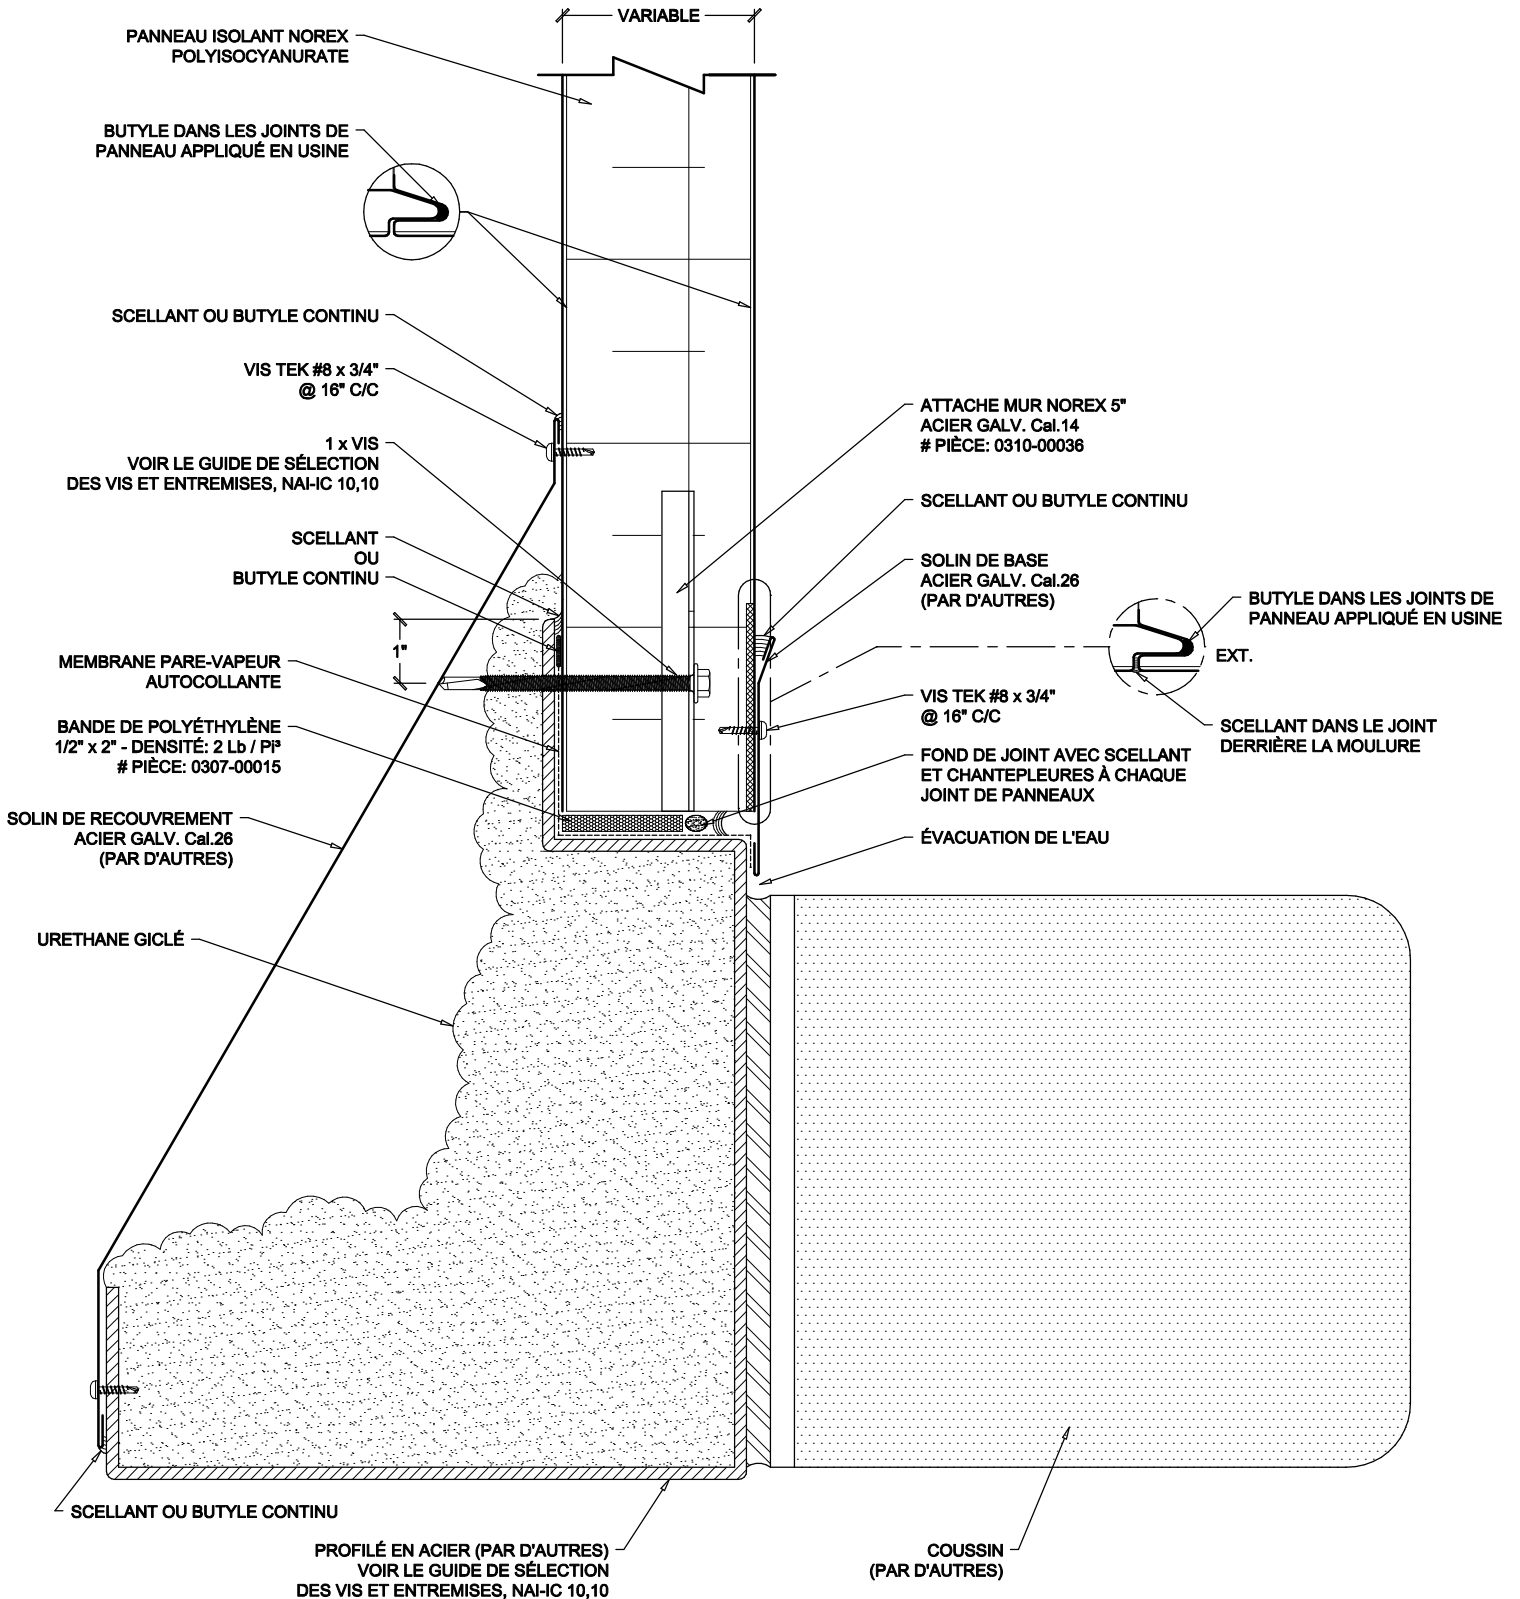 VARIABLE
PANNEAU ISOLANT NOREX
POLYISOCYANURATE
BUTYLE DANS LES JOINTS DE
PANNEAU APPLIQUÉ EN USINE
SCELLANT OU BUTYLE CONTINU
VIS TEK #8 x 3/4"
@ 16" C/C
1 x VIS
VOIR LE GUIDE DE SÉLECTION
DES VIS ET ENTREMISES, NAI-IC 10,10
SCELLANT
OU
BUTYLE CONTINU
1"
MEMBRANE PARE-VAPEUR
AUTOCOLLANTE
BANDE DE POLYÉTHYLÈNE
1/2" x 2" - DENSITÉ: 2 Lb / Pi³
# PIÈCE: 0307-00015
SOLIN DE RECOUVREMENT
ACIER GALV. Cal.26
(PAR D'AUTRES)
URETHANE GICLÉ
SCELLANT OU BUTYLE CONTINU
PROFILÉ EN ACIER (PAR D'AUTRES)
VOIR LE GUIDE DE SÉLECTION
DES VIS ET ENTREMISES, NAI-IC 10,10
ATTACHE MUR NOREX 5"
ACIER GALV. Cal.14
# PIÈCE: 0310-00036
SCELLANT OU BUTYLE CONTINU
SOLIN DE BASE
ACIER GALV. Cal.26
(PAR D'AUTRES)
BUTYLE DANS LES JOINTS DE
PANNEAU APPLIQUÉ EN USINE
EXT.
SCELLANT DANS LE JOINT
DERRIÈRE LA MOULURE
VIS TEK #8 x 3/4"
@ 16" C/C
FOND DE JOINT AVEC SCELLANT
ET CHANTEPLEURES À CHAQUE
JOINT DE PANNEAUX
ÉVACUATION DE L'EAU
COUSSIN
(PAR D'AUTRES)